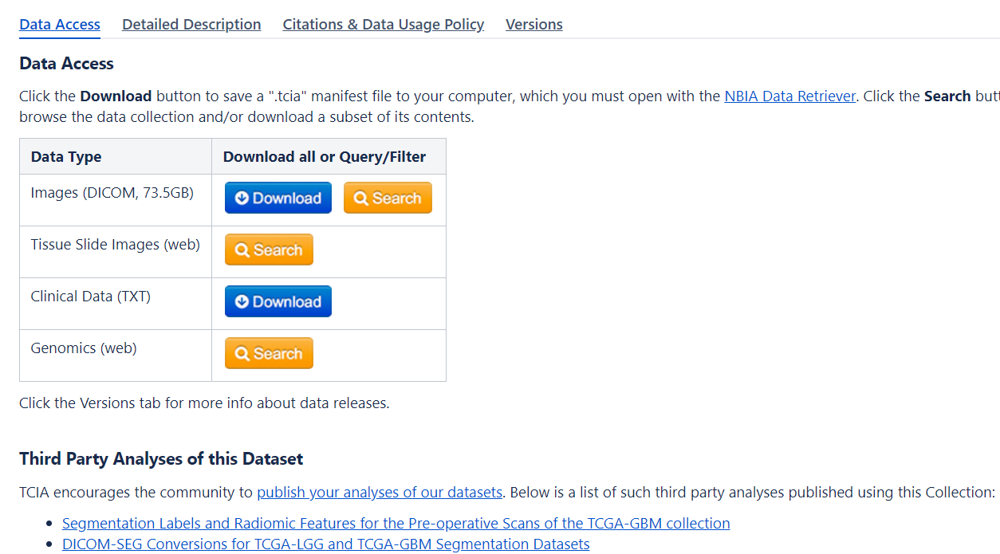 Data Access Detailed Description Citations & Data Usage Policy Versions
Data Access
Click the Download button to save a ".tcia" manifest file to your computer, which you must open with the NBIA Data Retriever. Click the Search
browse the data collection and/or download a subset of its contents.
Data Type Download all or Query/Filter
Images (DICOM, 73.5GB) Download Search
Tissue Slide Images (web) Search
Clinical Data (TXT) Download
Genomics (web) Search
Click the Versions tab for more info about data releases.
Third Party Analyses of this Dataset
TCIA encourages the community to publish your analyses of our datasets. Below is a list of such third party analyses published using this Collection:
• Segmentation Labels and Radiomic Features for the Pre-operative Scans of the TCGA-GBM collection
• DICOM-SEG Conversions for TCGA-LGG and TCGA-GBM Segmentation Datasets